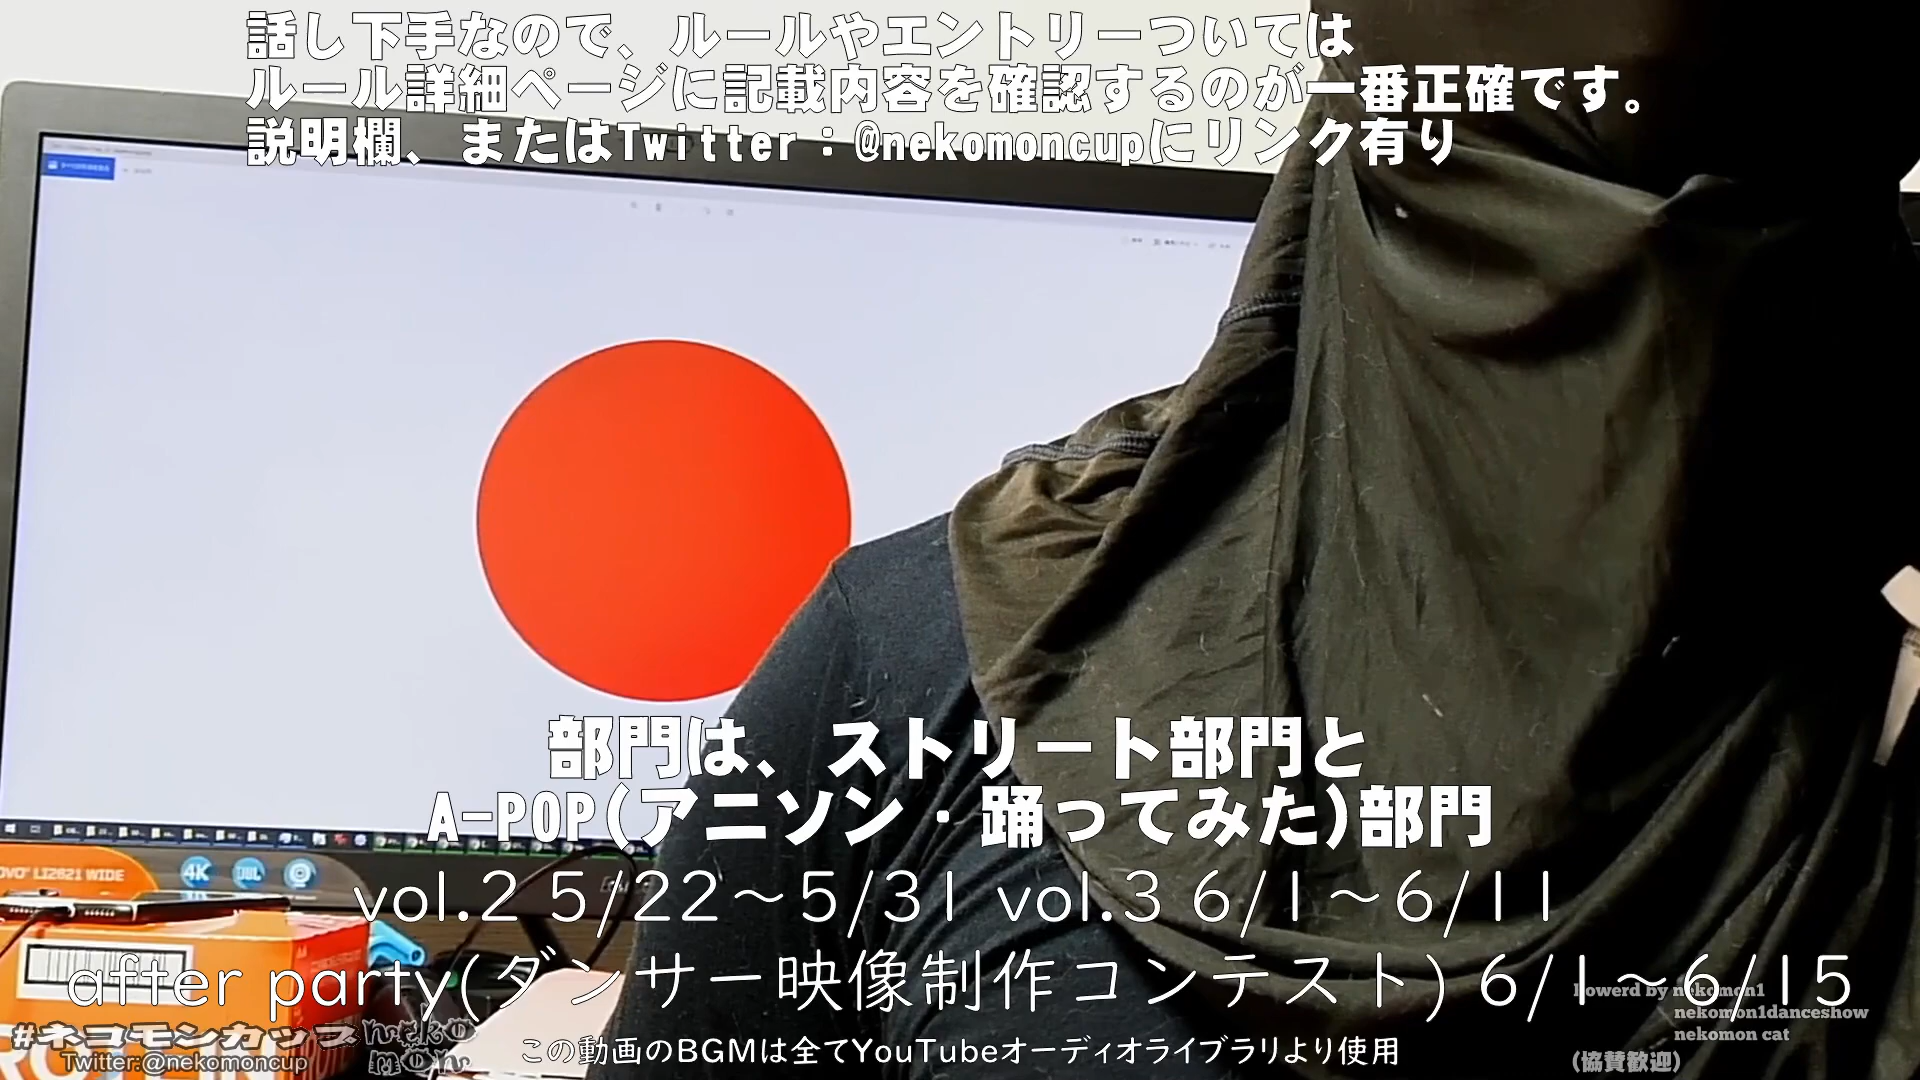 話し下手なので、ルールやエントリーついては
ルール詳細ページに記載内容を確認するのが一番正確です。
説明欄、またはTwitter：@nekomoncupにリンク有り
部門は、ストリート部門と
A-POP(アニソン・踊ってみた)部門
vol.2 5/22～5/31 vol.3 6/1～6/11
LI2821 WIDE
4K
JBL
after party(ダンサー映像制作コンテスト) 6/1～6/15
Powerd by nekomon1
nekomon1danceshow
nekomon cat
(協賛歓迎)
#ネコモンカップ
neko
mon
Twitter:@nekomoncup
この動画のBGMは全てYouTubeオーディオライブラリより使用